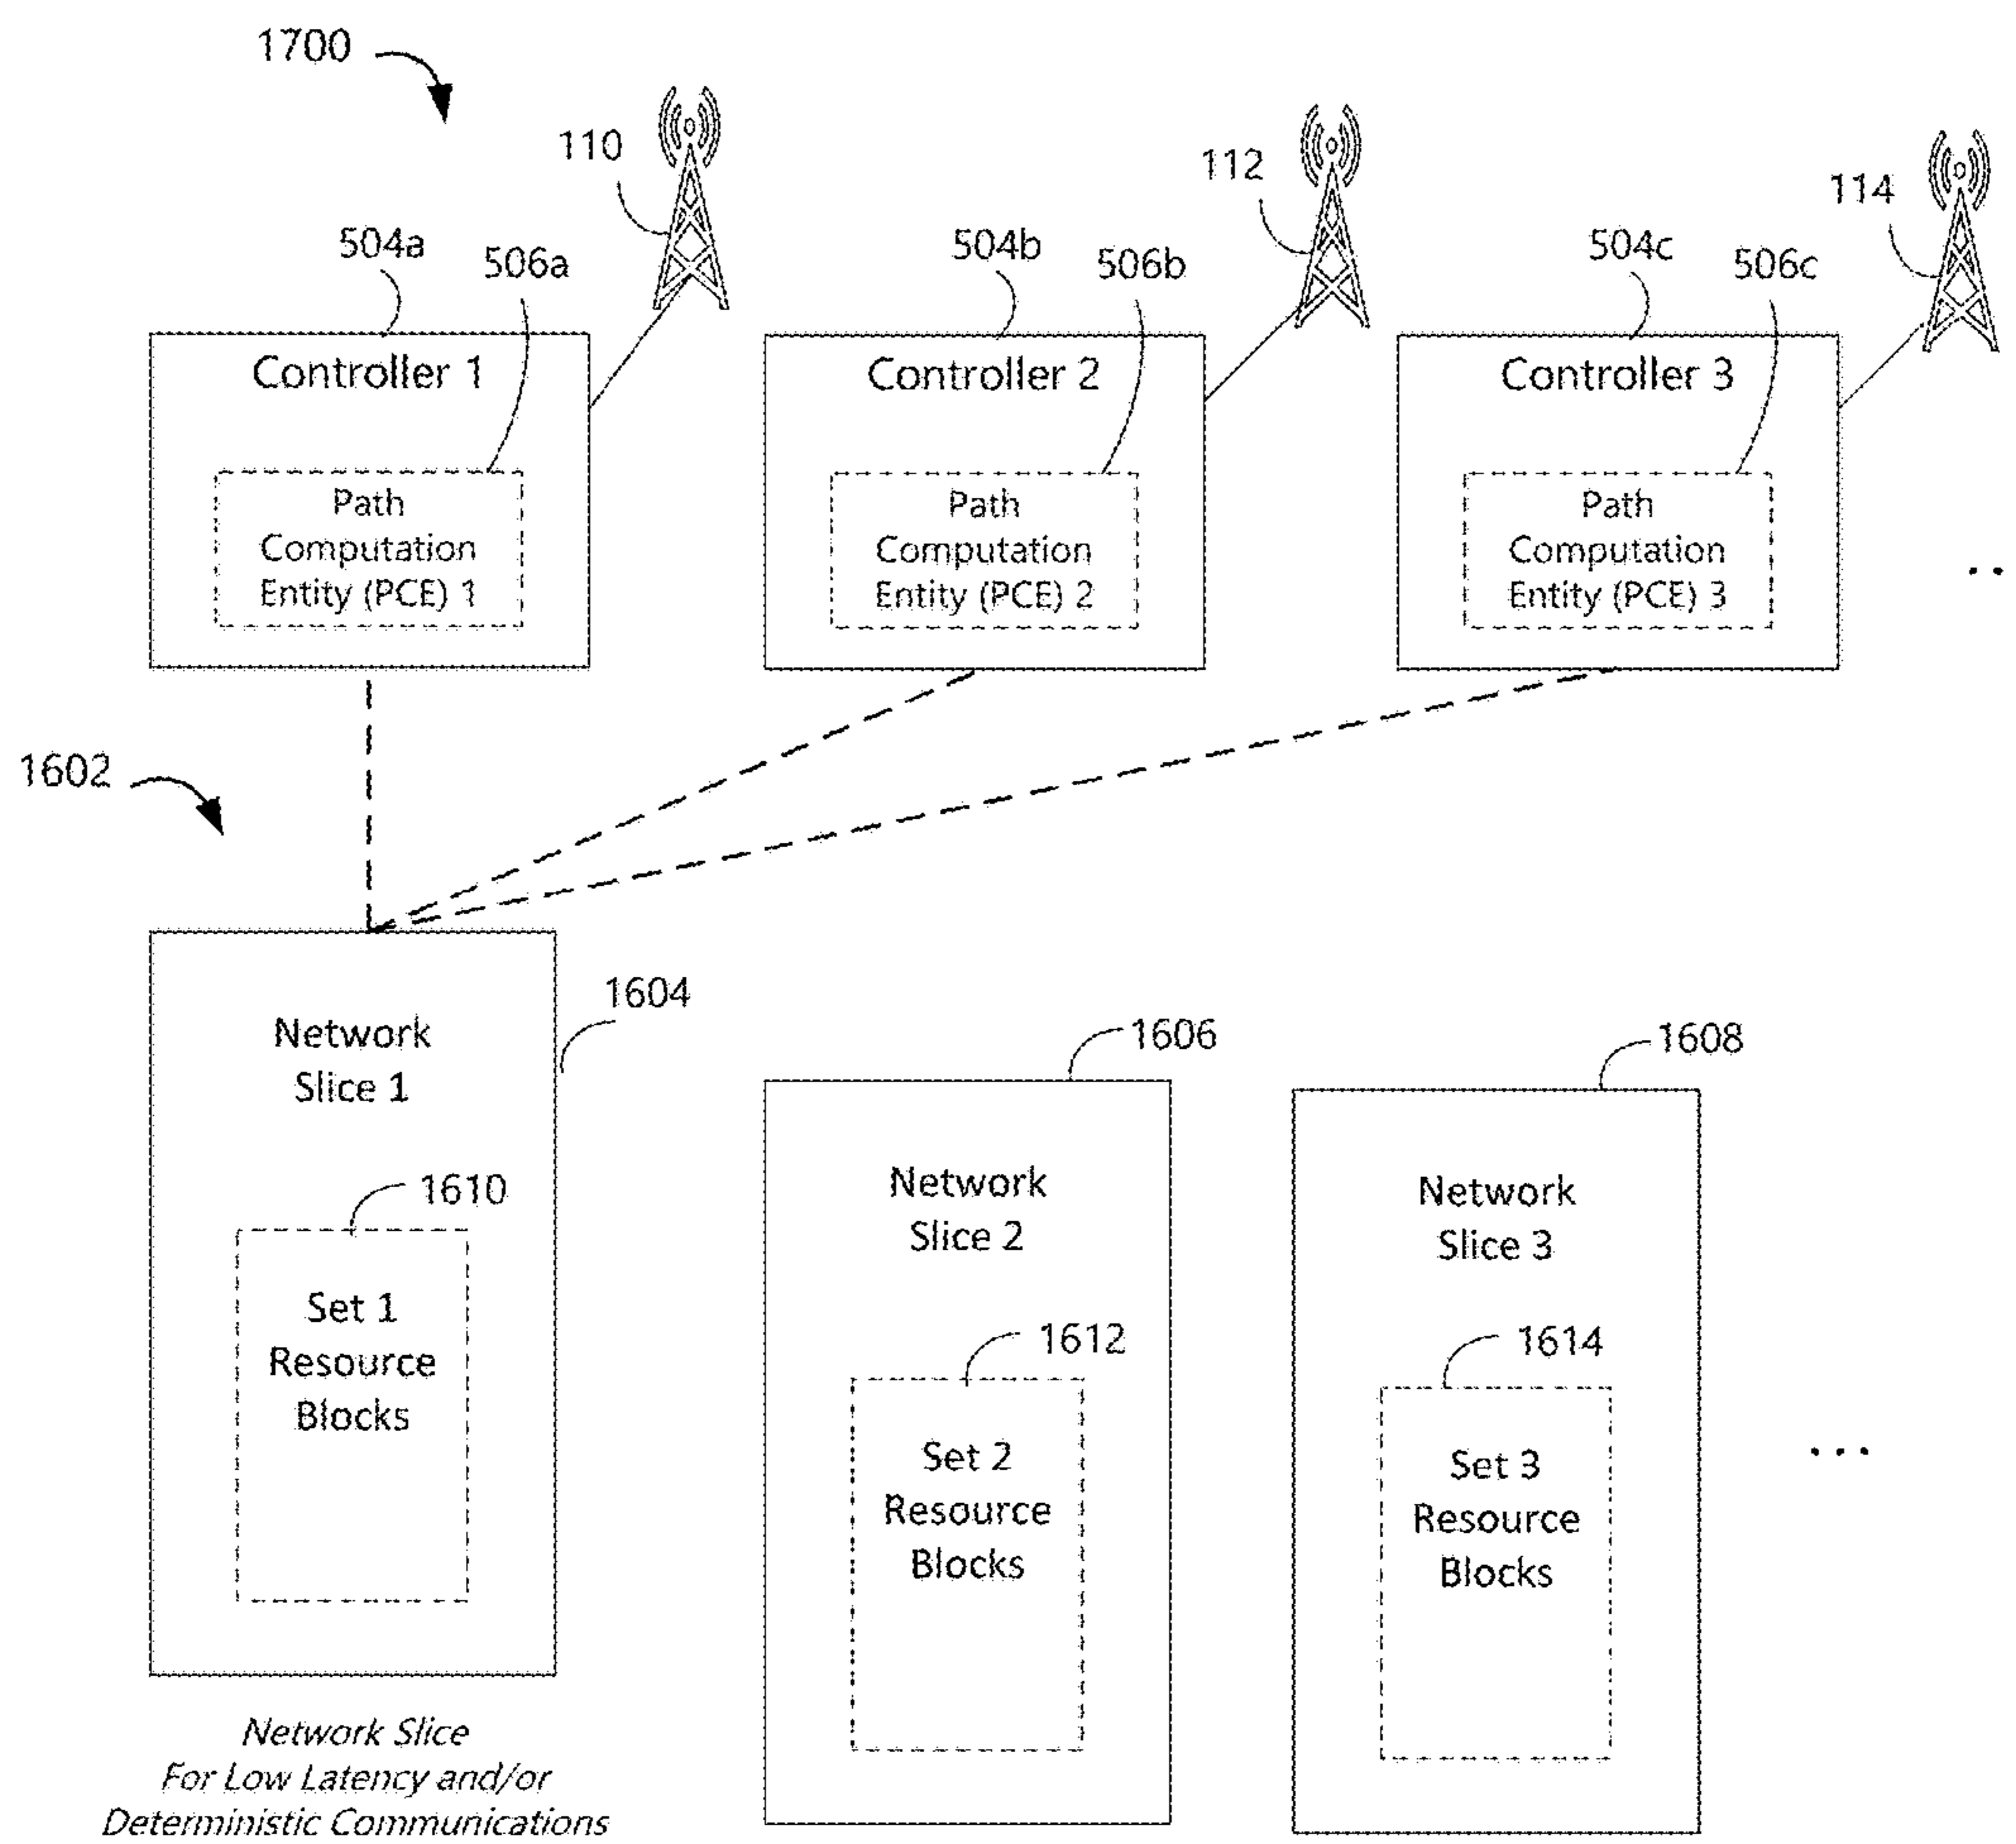 1700
110
112
114
504a
506a
504b
506b
504c
506c
Controller 1
Path
Computation
Entity (PCE) 1
Controller 2
Path
Computation
Entity (PCE) 2
Controller 3
Path
Computation
Entity (PCE) 3
..
1602
1604
Network
Slice 1
1610
Set 1
Resource
Blocks
Network Slice
For Low Latency and/or
Deterministic Communications
1606
Network
Slice 2
1612
Set 2
Resource
Blocks
1608
Network
Slice 3
1614
Set 3
Resource
Blocks
...